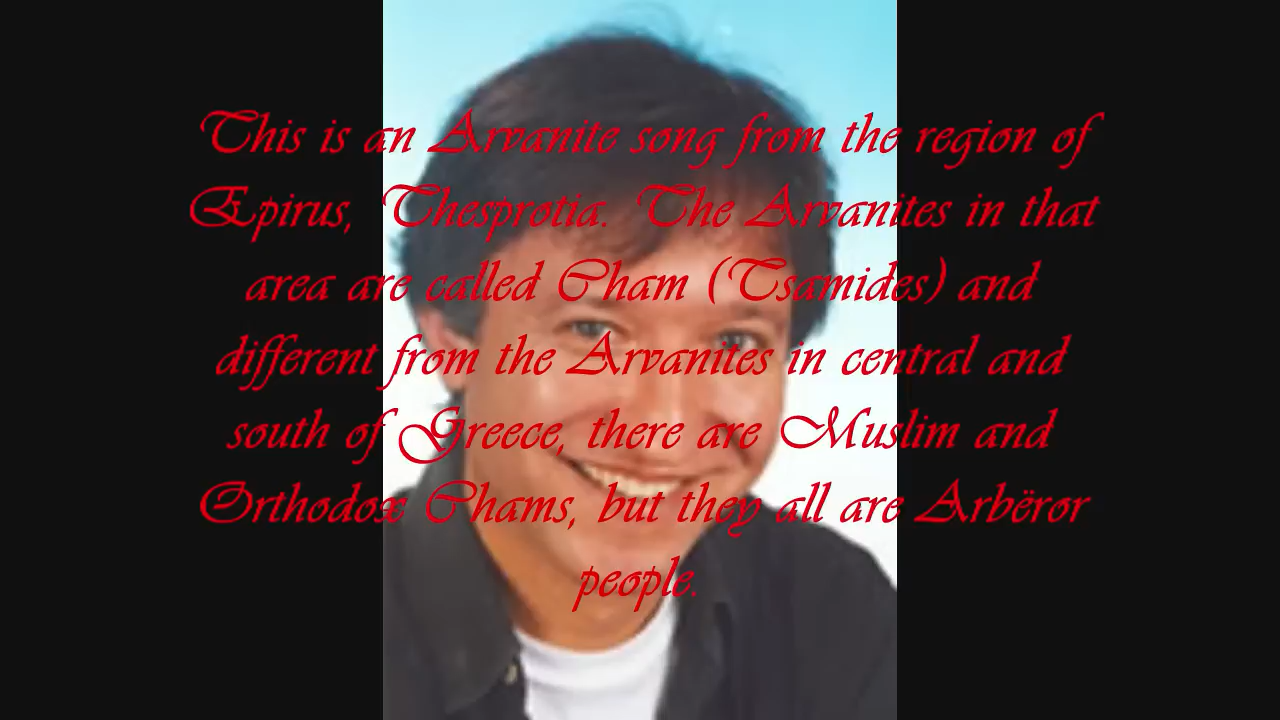 This is an Arvanite song from the region of
Epirus, Thesprotia. The Arvanites in that
area are called Cham (Tsamides) and
different from the Arvanites in central and
south of Greece, there are Muslim and
Orthodox Chams, but they all are Arbëror
people.